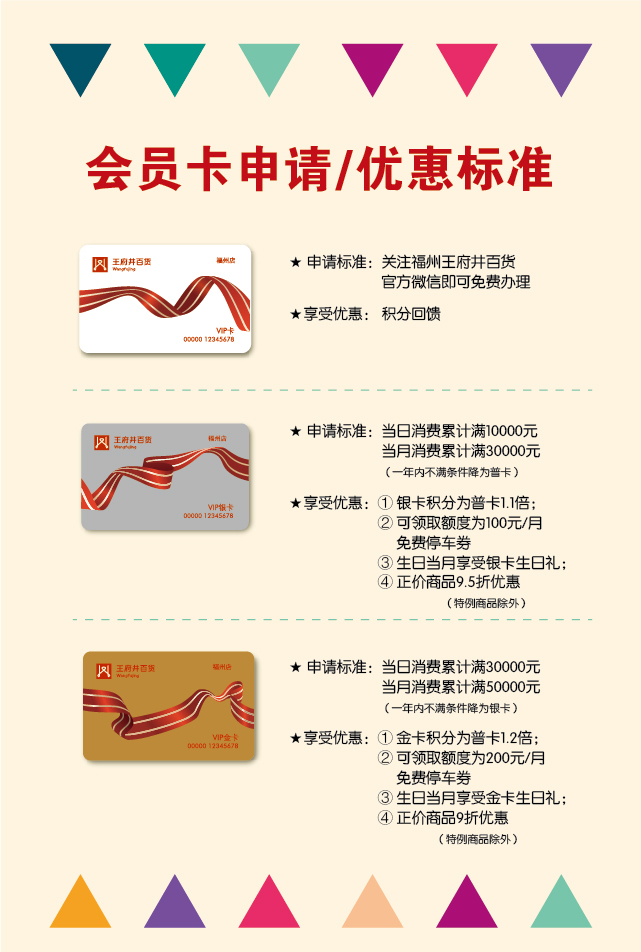 会员卡申请/优惠标准
王府井百货
Wangfujing
福州店
VIP卡
00000 12345678
★ 申请标准：关注福州王府井百货
官方微信即可免费办理
★享受优惠： 积分回馈
王府井百货
Wangfujing
福州店
VIP银卡
00000 12345678
★ 申请标准：当日消费累计满10000元
当月消费累计满30000元
（一年内不满条件降为普卡）
★享受优惠：① 银卡积分为普卡1.1倍；
② 可领取额度为100元/月
免费停车券
③ 生日当月享受银卡生日礼；
④ 正价商品9.5折优惠
（特例商品除外）
王府井百货
Wangfujing
福州店
VIP金卡
00000 12345678
★ 申请标准：当日消费累计满30000元
当月消费累计满50000元
（一年内不满条件降为银卡）
★享受优惠：① 金卡积分为普卡1.2倍；
② 可领取额度为200元/月
免费停车券
③ 生日当月享受金卡生日礼；
④ 正价商品9折优惠
（特例商品除外）